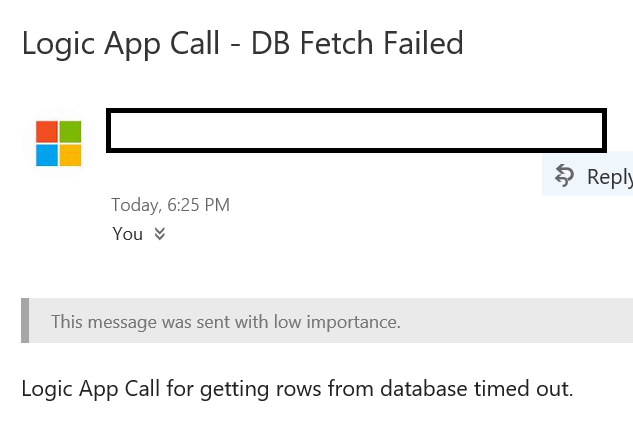 Logic App Call - DB Fetch Failed
Reply
Today, 6:25 PM
You
This message was sent with low importance.
Logic App Call for getting rows from database timed out.